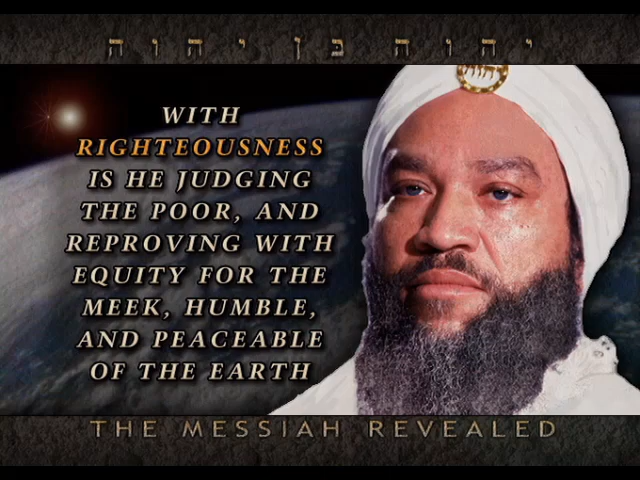 יהוה בן יהוה
WITH
RIGHTEOUSNESS
IS HE JUDGING
THE POOR, AND
REPROVING WITH
EQUITY FOR THE
MEEK, HUMBLE,
AND PEACEABLE
OF THE EARTH
THE MESSIAH REVEALED